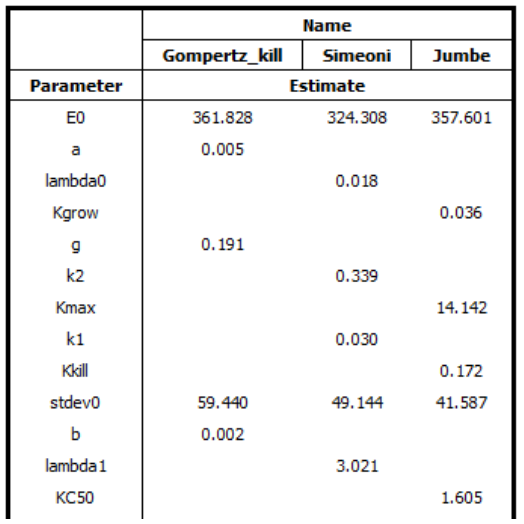 Name
Gompertz_kill Simeoni Jumbe
Parameter Estimate
E0 361.828 324.308 357.601
a 0.005
lambda0 0.018
Kgrow 0.036
g 0.191
k2 0.339
Kmax 14.142
k1 0.030
Kkill 0.172
stdev0 59.440 49.144 41.587
b 0.002
lambda1 3.021
KC50 1.605